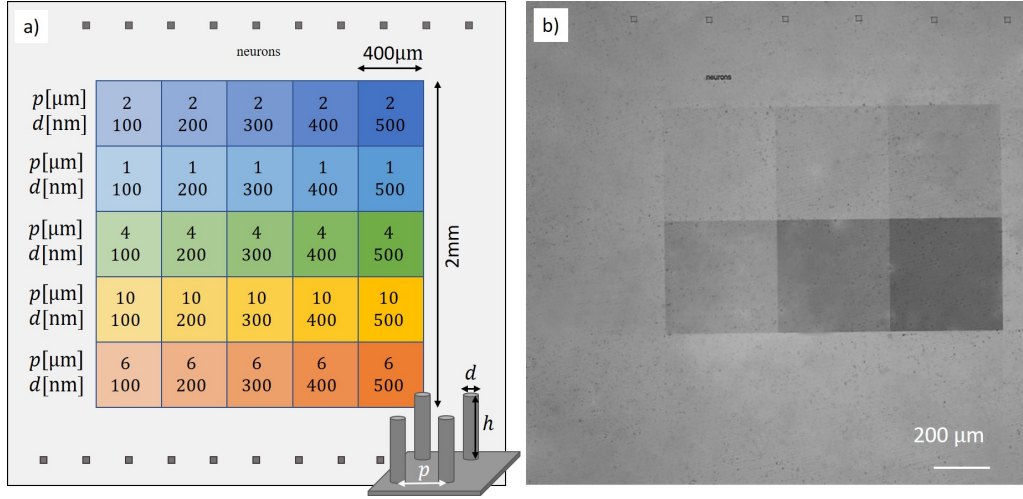 a)
neurons
400μm
p[μm] 2 2 2 2 2
d[nm] 100 200 300 400 500
p[μm] 1 1 1 1 1
d[nm] 100 200 300 400 500
p[μm] 4 4 4 4 4
d[nm] 100 200 300 400 500
p[μm] 10 10 10 10 10
d[nm] 100 200 300 400 500
p[μm] 6 6 6 6 6
d[nm] 100 200 300 400 500
2mm
d
h
p
b)
neurons
200 μm